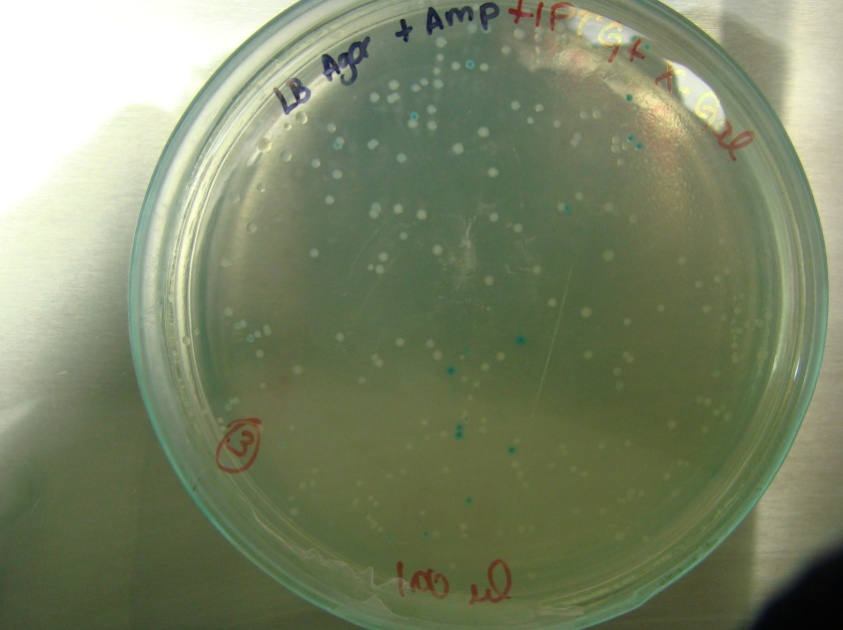 LB Agar + Amp + IPTG + X-Gal
3
100 ul